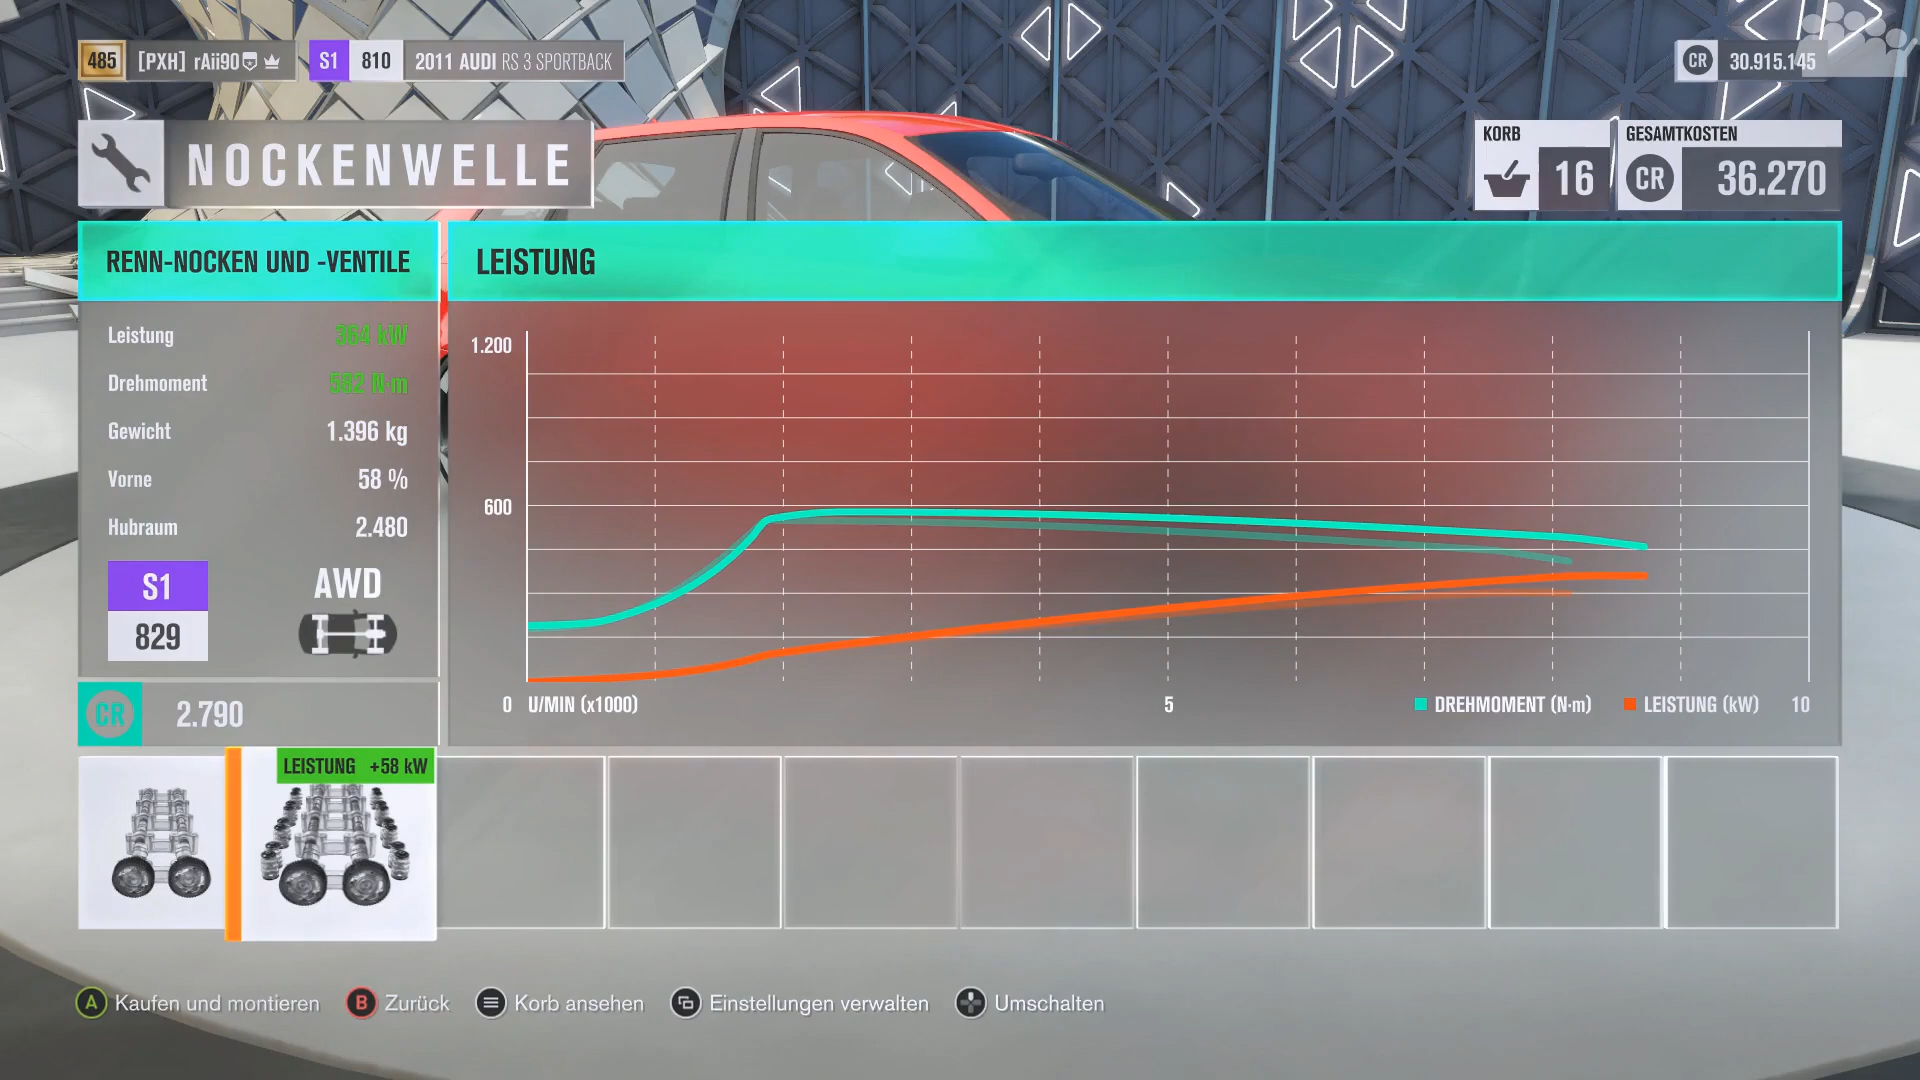 485 [PXH] rAii90 S1 810 2011 AUDI RS 3 SPORTBACK
CR 30.915.145
NOCKENWELLE
KORB
16
GESAMTKOSTEN
CR 36.270
RENN-NOCKEN UND -VENTILE
Leistung 364 kW
Drehmoment 582 N·m
Gewicht 1.396 kg
Vorne 58 %
Hubraum 2.480
S1
829
AWD
CR 2.790
LEISTUNG
1.200
600
0 U/MIN (x1000) 5 DREHMOMENT (N·m) LEISTUNG (kW) 10
LEISTUNG +58 kW
A Kaufen und montieren B Zurück Korb ansehen Einstellungen verwalten Umschalten